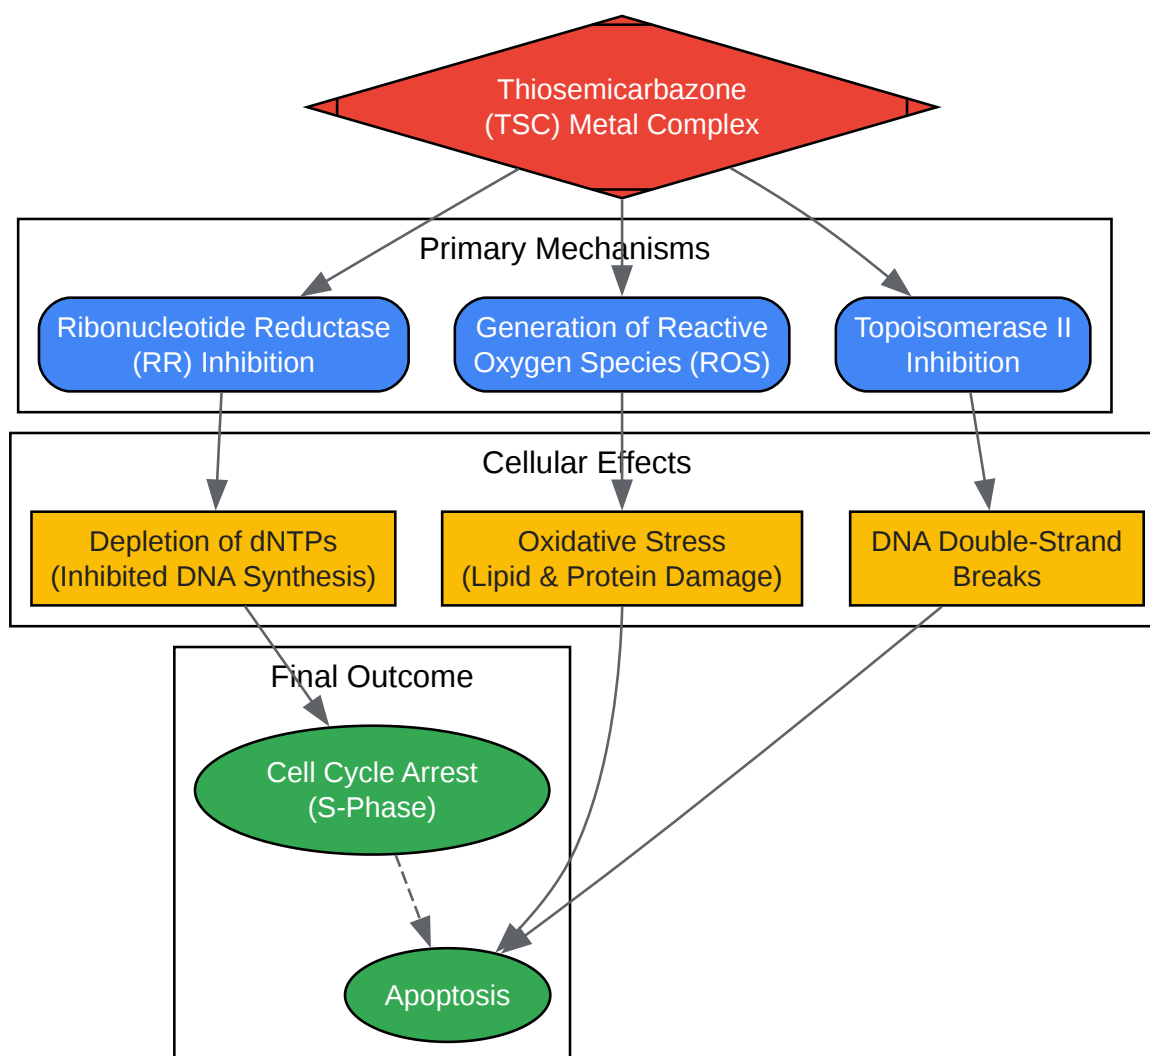 Thiosemicarbazone
(TSC) Metal Complex
Primary Mechanisms
Ribonucleotide Reductase
(RR) Inhibition
Generation of Reactive
Oxygen Species (ROS)
Topoisomerase II
Inhibition
Cellular Effects
Depletion of dNTPs
(Inhibited DNA Synthesis)
Oxidative Stress
(Lipid & Protein Damage)
DNA Double-Strand
Breaks
Final Outcome
Cell Cycle Arrest
(S-Phase)
Apoptosis